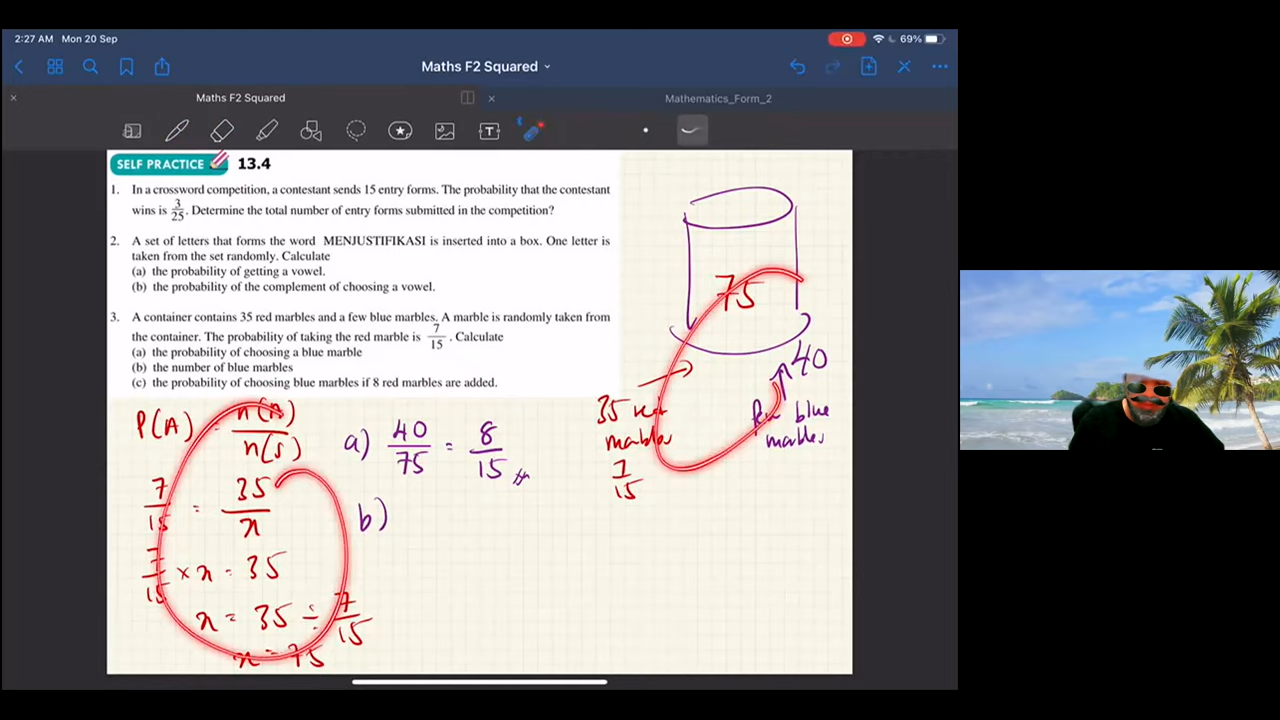 2:27 AM Mon 20 Sep
69%
Maths F2 Squared
Maths F2 Squared
Mathematics_Form_2
SELF PRACTICE 13.4
1. In a crossword competition, a contestant sends 15 entry forms. The probability that the contestant
wins is 3/25. Determine the total number of entry forms submitted in the competition?
2. A set of letters that forms the word MENJUSTIFIKASI is inserted into a box. One letter is
taken from the set randomly. Calculate
(a) the probability of getting a vowel.
(b) the probability of the complement of choosing a vowel.
3. A container contains 35 red marbles and a few blue marbles. A marble is randomly taken from
the container. The probability of taking the red marble is 7/15. Calculate
(a) the probability of choosing a blue marble
(b) the number of blue marbles
(c) the probability of choosing blue marbles if 8 red marbles are added.
75
40
35 red
marbles
7/15
few blue
marbles
P(A) = n(A)/n(S)
7/15 = 35/x
7/15 × x = 35
x = 35 ÷ 7/15
x = 75
a) 40/75 = 8/15
b)